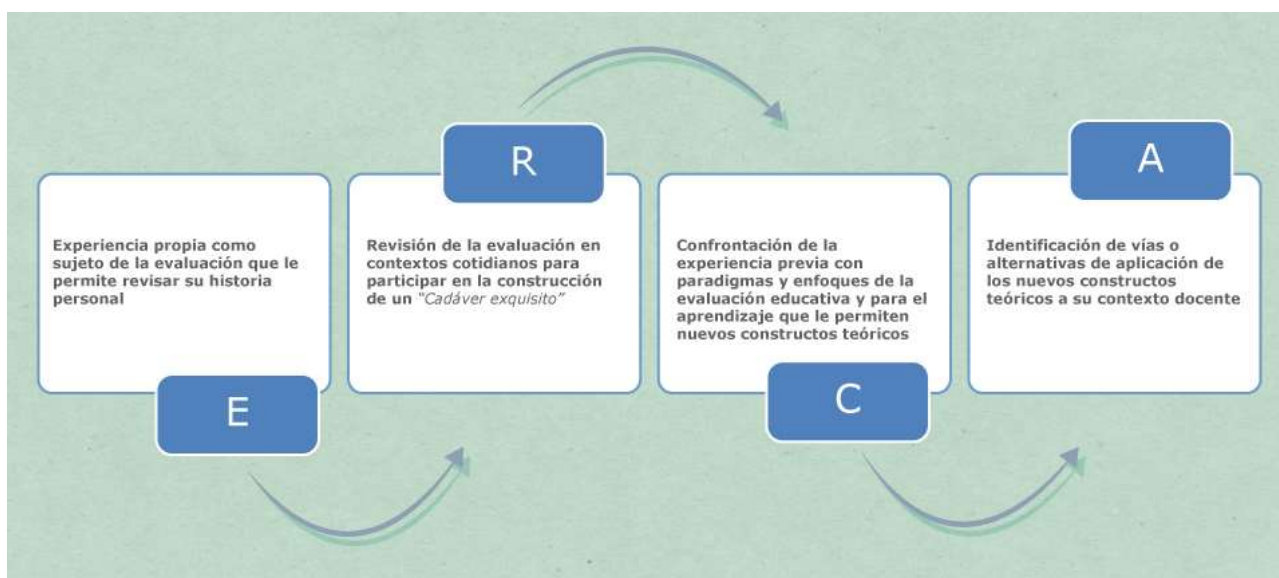 Experiencia propia como
sujeto de la evaluación que le
permite revisar su historia
personal
E
R
Revisión de la evaluación en
contextos cotidianos para
participar en la construcción
de un "Cadáver exquisito”
Confrontación de la
experiencia previa con
paradigmas y enfoques de la
evaluación educativa y para el
aprendizaje que le permiten
nuevos constructos teóricos
C
A
Identificación de vías o
alternativas de aplicación de
los nuevos constructos
teóricos a su contexto docente